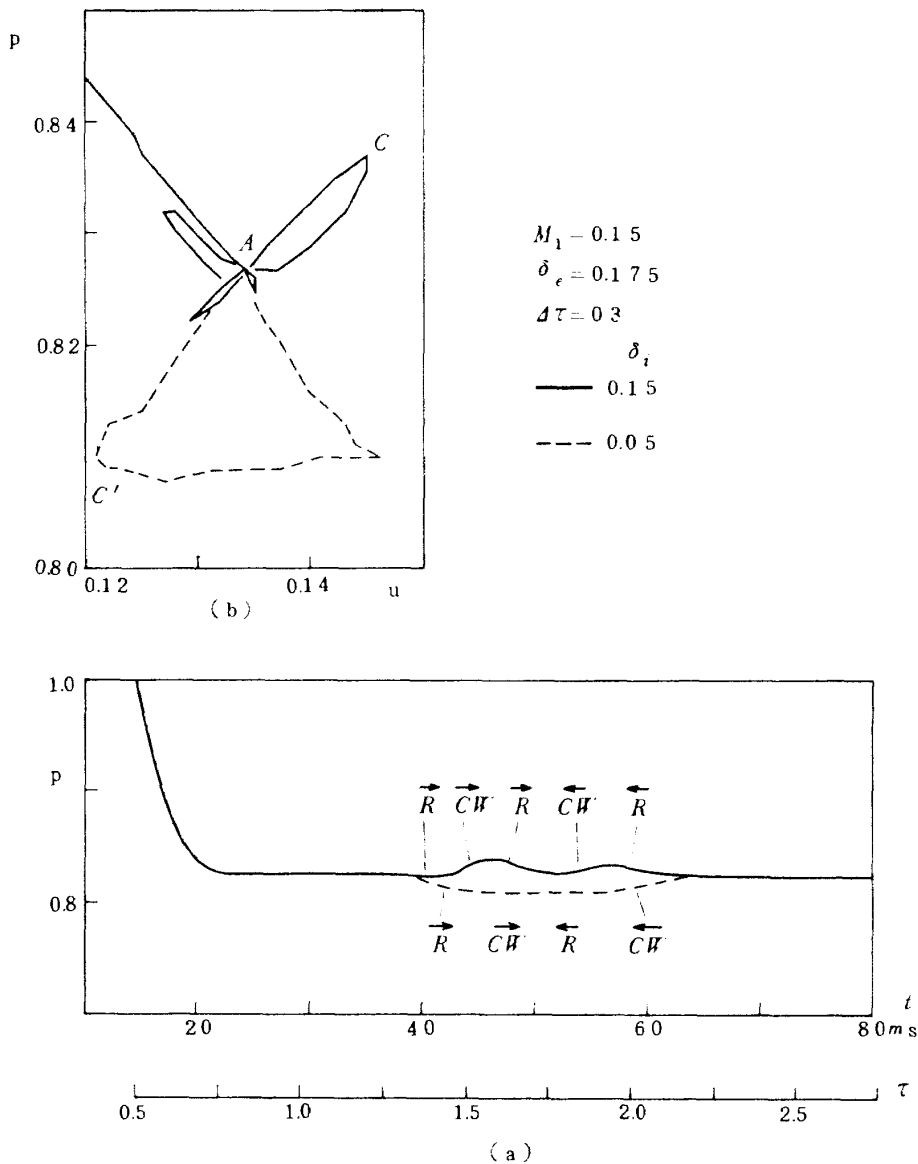 p
0.84
C
A
0.82
C'
0.80
0.12
0.14
u
(b)
M₁ = 0.15
δₑ = 0.175
Δτ = 0.3
δᵢ
0.15
0.05
1.0
p
0.8
R CW R CW R
R CW R CW
20 40 60 80 ms
t
0.5 1.0 1.5 2.0 2.5
τ
(a)